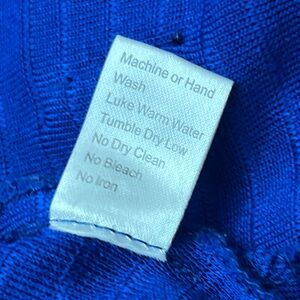 Machine or Hand
Wash
Luke Warm Water
Tumble Dry Low
No Dry Clean
No Bleach
No Iron